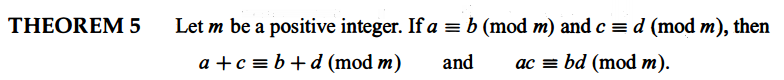 THEOREM 5 Let m be a positive integer. If a ≡ b (mod m) and c ≡ d (mod m), then
a + c ≡ b + d (mod m) and ac ≡ bd (mod m).